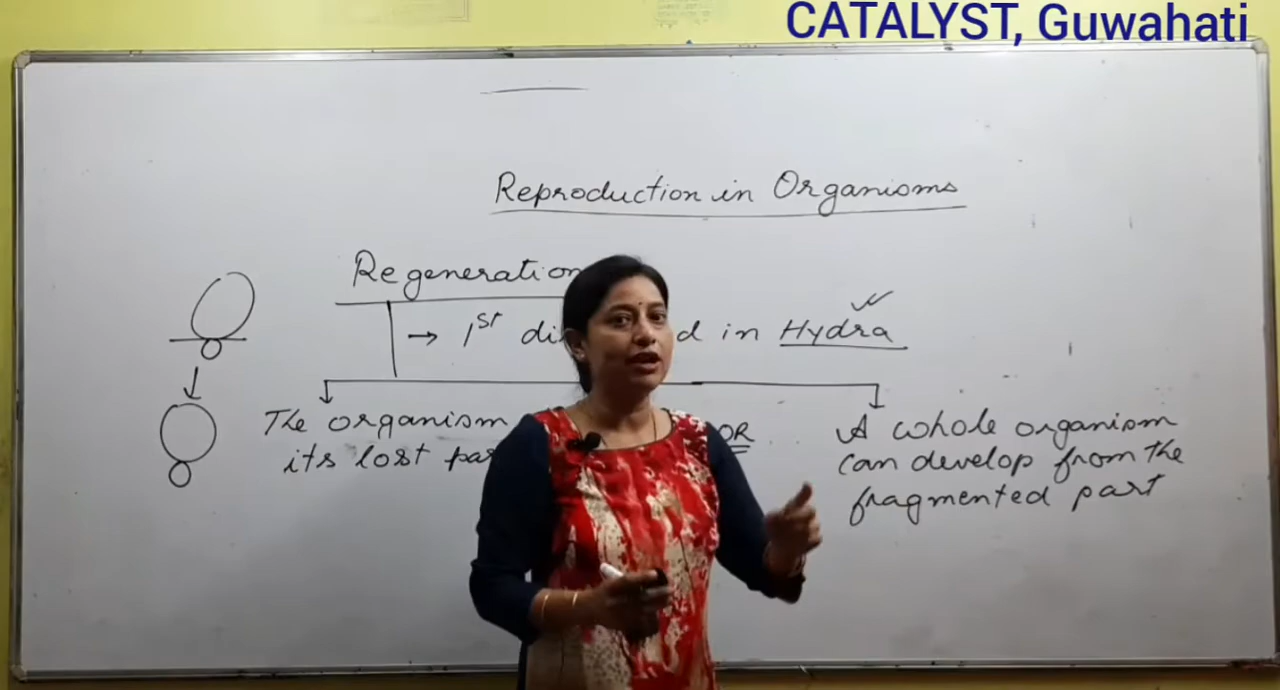 CATALYST, Guwahati
Reproduction in Organisms
Regeneration
→ 1st di d in Hydra
The organism
its lost pa
OR
A whole organism
can develop from the
fragmented part